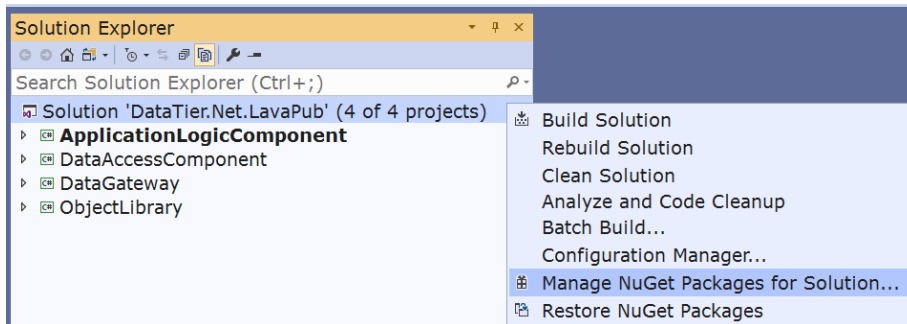 Solution Explorer
Search Solution Explorer (Ctrl+;)
Solution 'DataTier.Net.LavaPub' (4 of 4 projects)
C# ApplicationLogicComponent
C# DataAccessComponent
C# DataGateway
C# ObjectLibrary
Build Solution
Rebuild Solution
Clean Solution
Analyze and Code Cleanup
Batch Build...
Configuration Manager...
Manage NuGet Packages for Solution...
Restore NuGet Packages